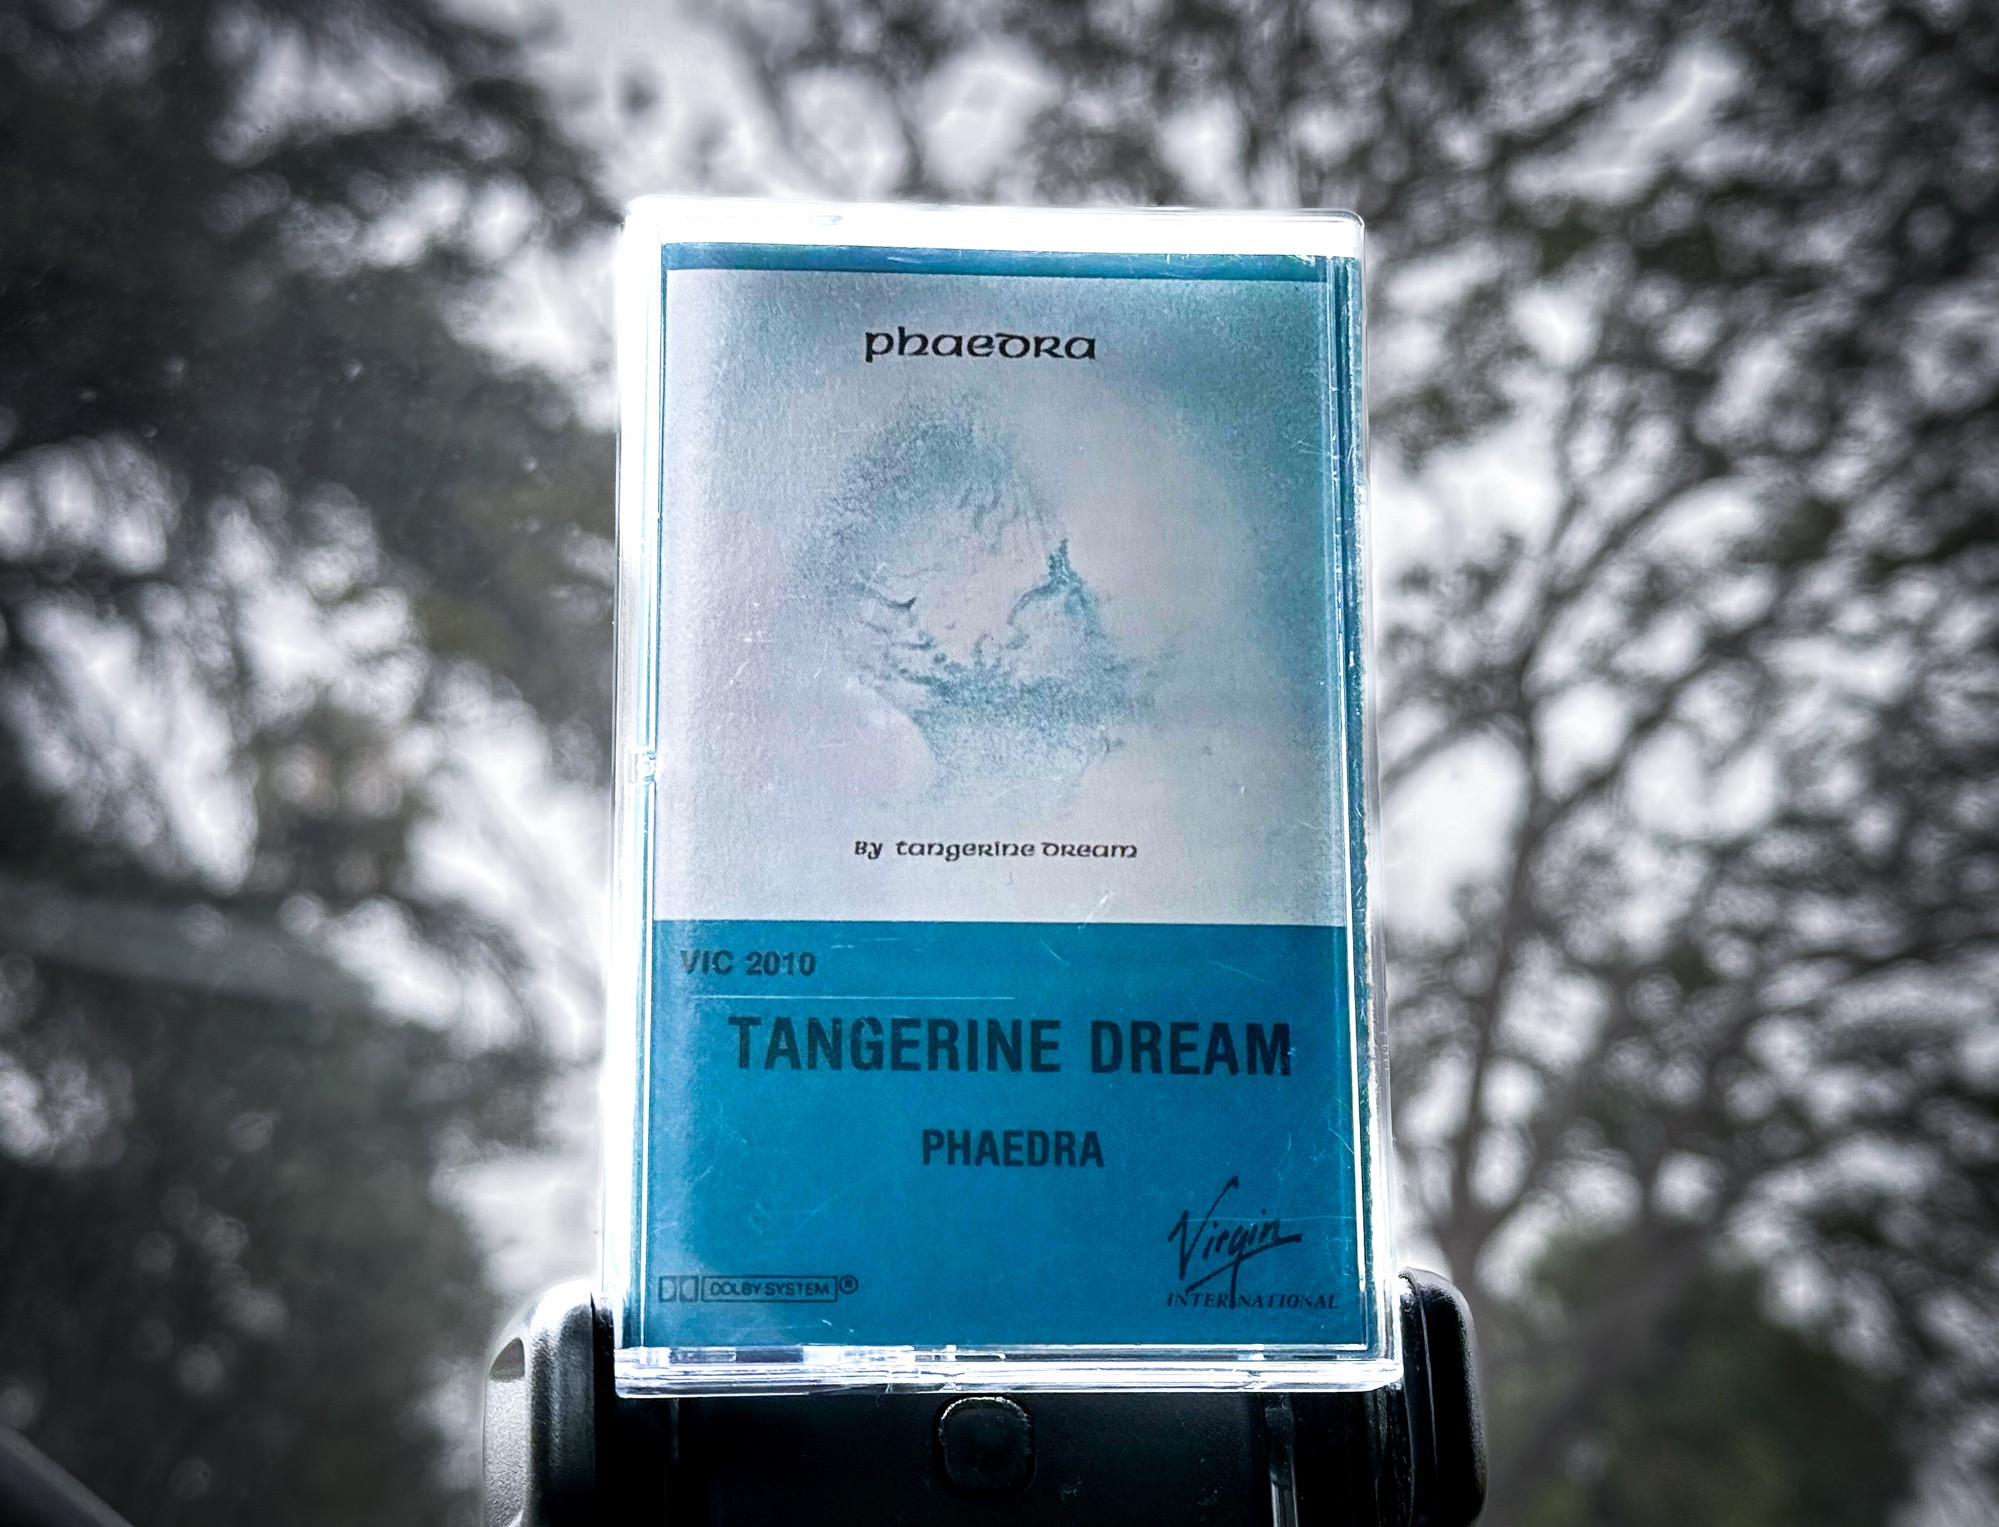 phaedra
By tangerine dream
VIC 2010
TANGERINE DREAM
PHAEDRA
Virgin
INTERNATIONAL
DOLBY SYSTEM®